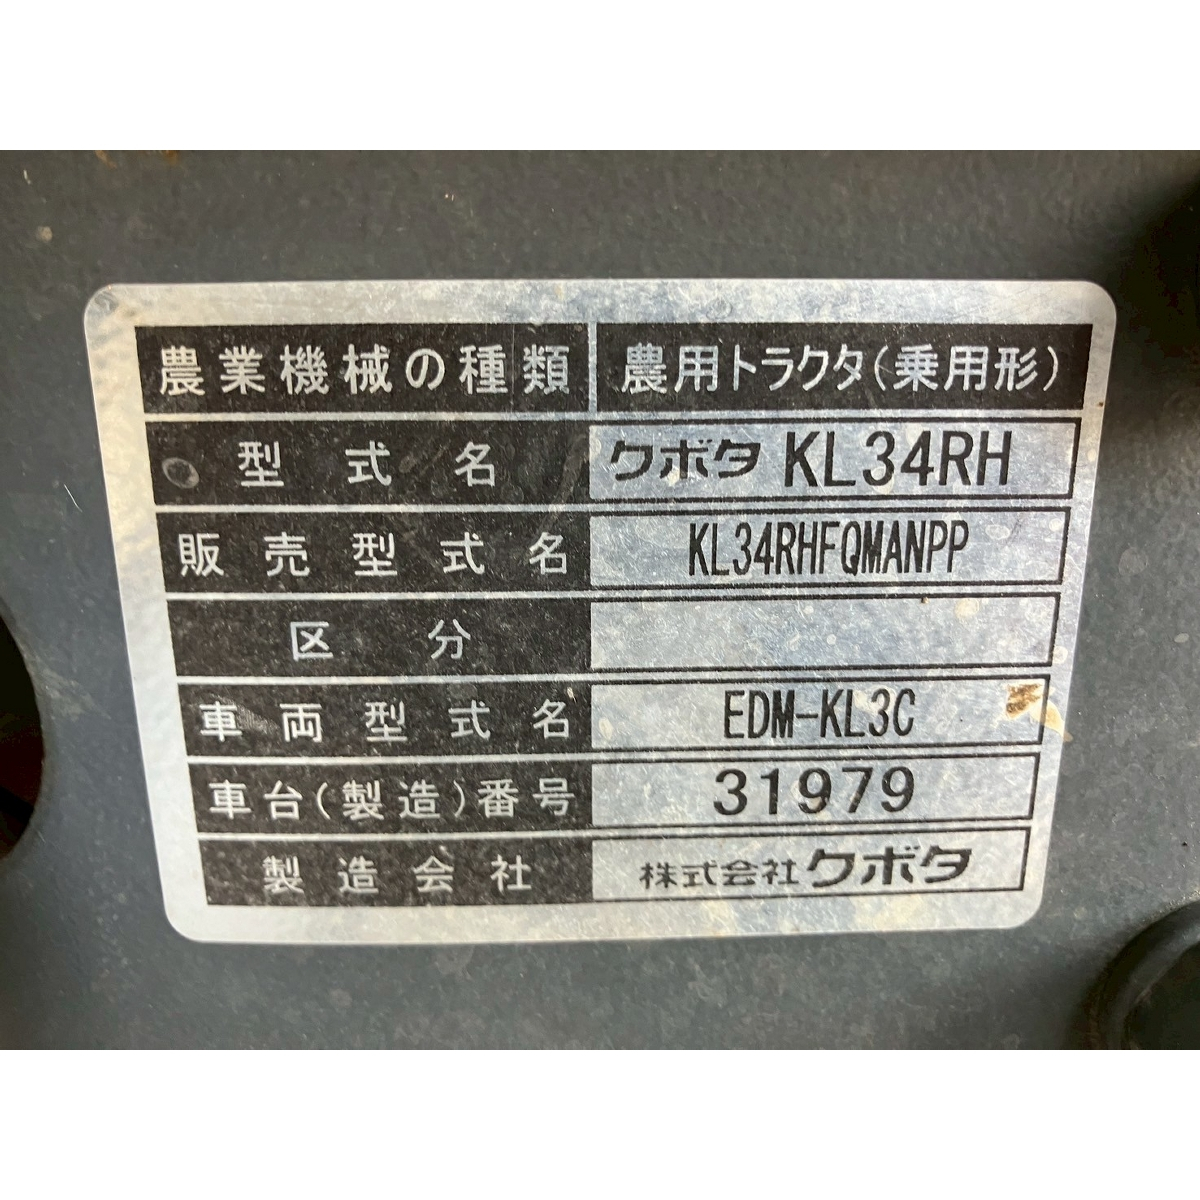 農業機械の種類 農用トラクタ(乗用形)
型式名 クボタ KL34RH
販売型式名 KL34RHFQMANPP
区分
車両型式名 EDM-KL3C
車台(製造)番号 31979
製造会社 株式会社クボタ